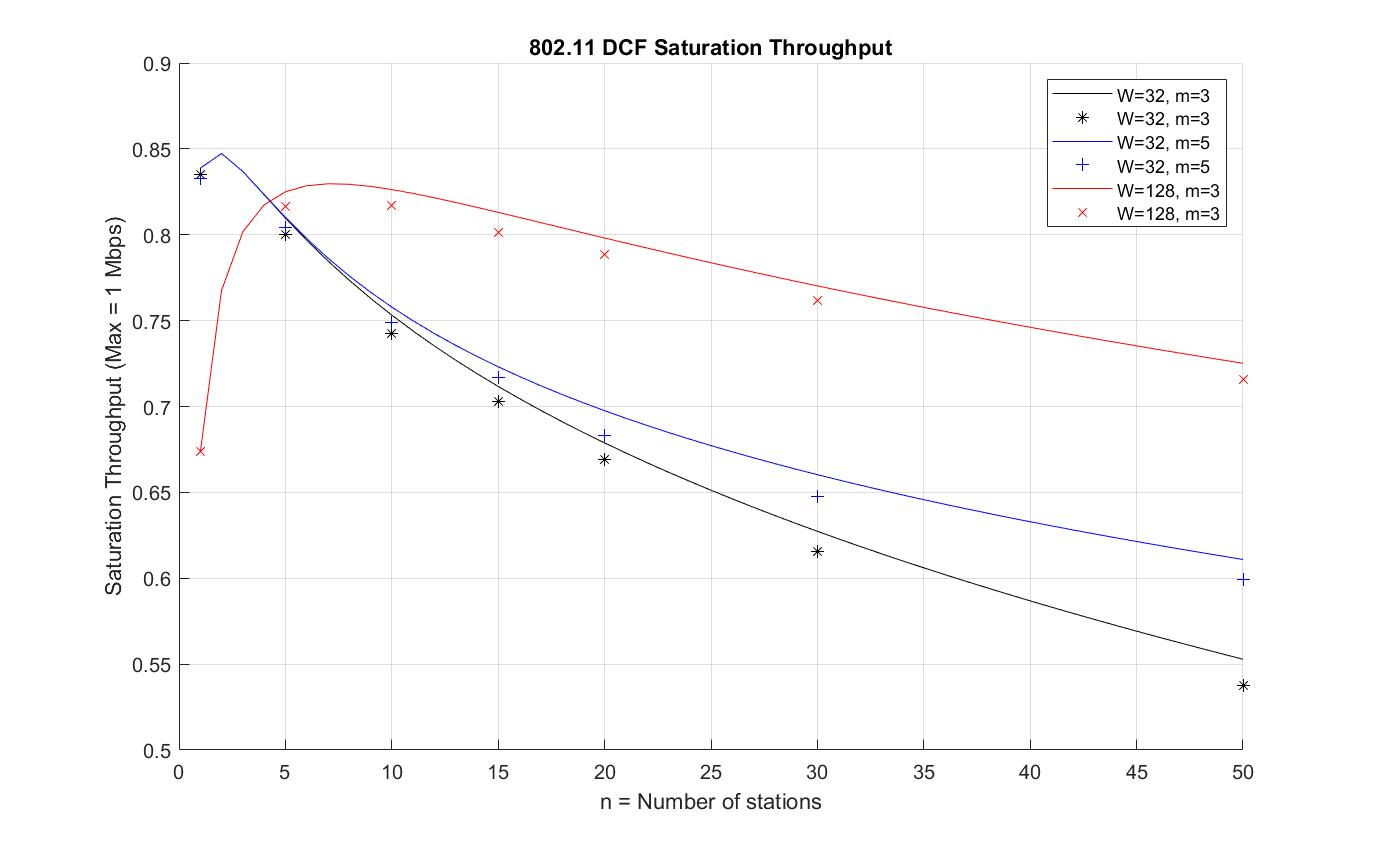 802.11 DCF Saturation Throughput
0.9
0.85
0.8
0.75
0.7
0.65
0.6
0.55
0.5
Saturation Throughput (Max = 1 Mbps)
W=32, m=3
W=32, m=3
W=32, m=5
W=32, m=5
W=128, m=3
W=128, m=3
0 5 10 15 20 25 30 35 40 45 50
n = Number of stations